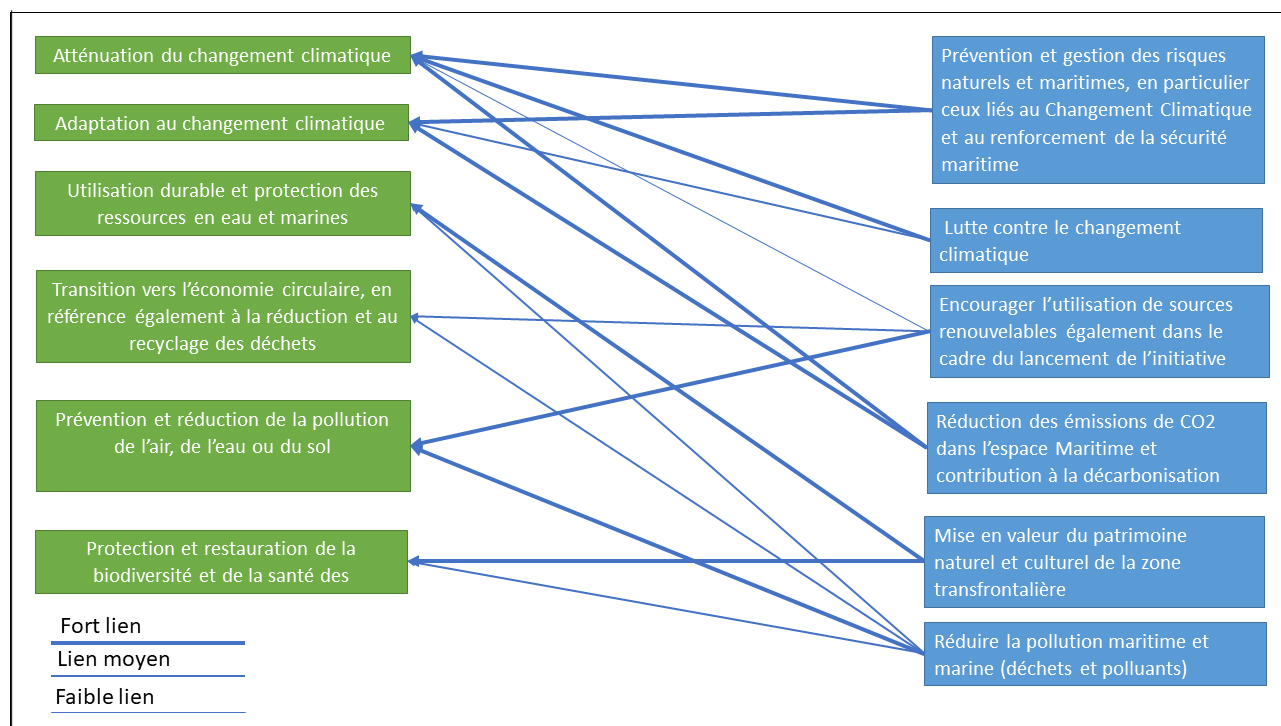 Atténuation du changement climatique
Adaptation au changement climatique
Utilisation durable et protection des
ressources en eau et marines
Transition vers l’économie circulaire, en
référence également à la réduction et au
recyclage des déchets
Prévention et réduction de la pollution
de l’air, de l’eau ou du sol
Protection et restauration de la
biodiversité et de la santé des
Fort lien
Lien moyen
Faible lien
Prévention et gestion des risques
naturels et maritimes, en particulier
ceux liés au Changement Climatique
et au renforcement de la sécurité
maritime
Lutte contre le changement
climatique
Encourager l’utilisation de sources
renouvelables également dans le
cadre du lancement de l’initiative
Réduction des émissions de CO2
dans l’espace Maritime et
contribution à la décarbonisation
Mise en valeur du patrimoine
naturel et culturel de la zone
transfrontalière
Réduire la pollution maritime et
marine (déchets et polluants)